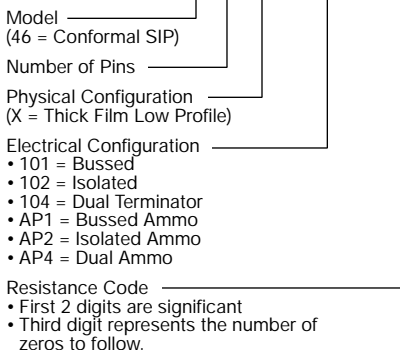 Model
(46 = Conformal SIP)
Number of Pins
Physical Configuration
(X = Thick Film Low Profile)
Electrical Configuration
• 101 = Bussed
• 102 = Isolated
• 104 = Dual Terminator
• AP1 = Bussed Ammo
• AP2 = Isolated Ammo
• AP4 = Dual Ammo
Resistance Code
• First 2 digits are significant
• Third digit represents the number of
zeros to follow.